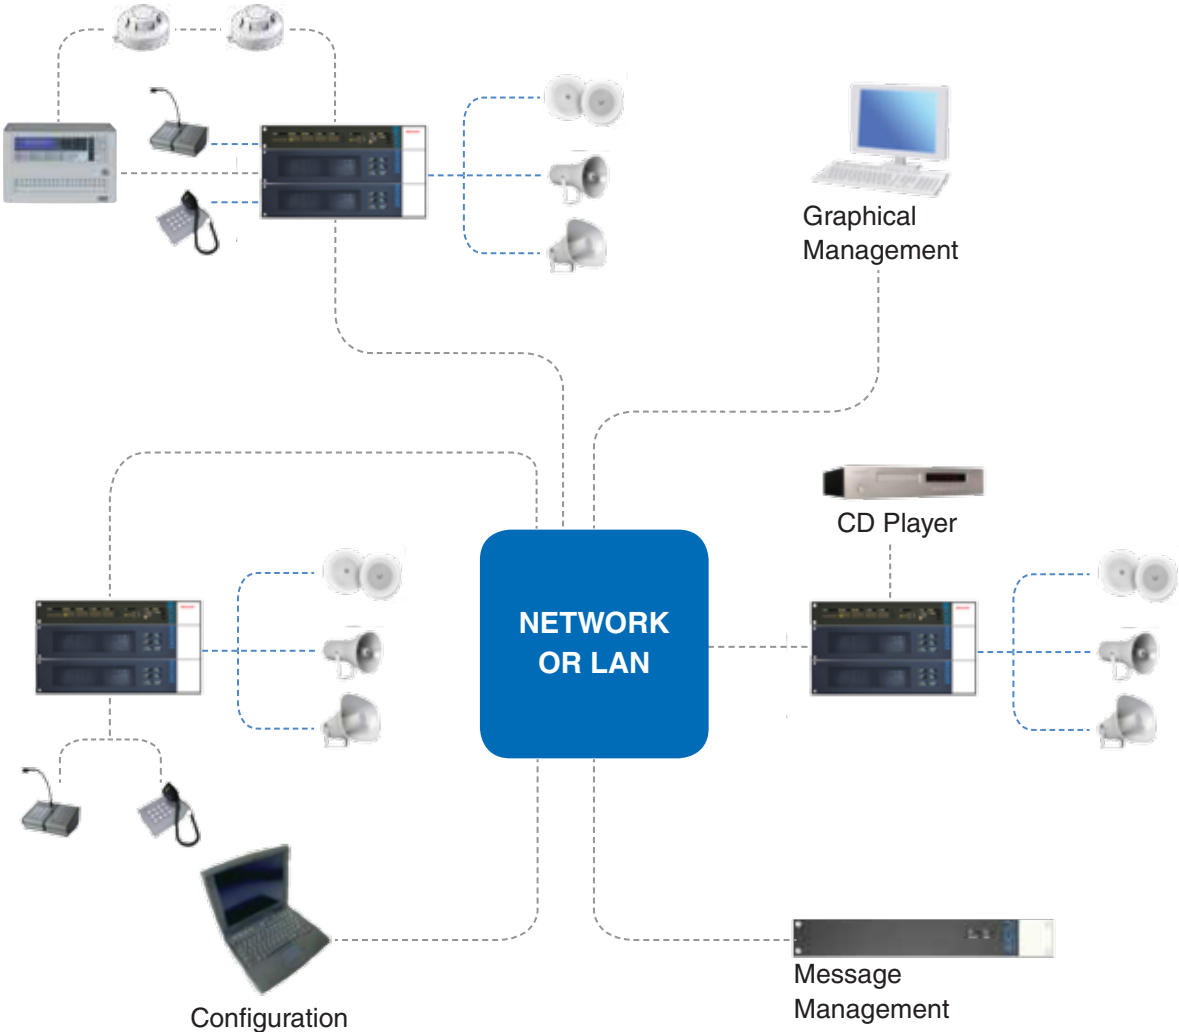 Graphical
Management
CD Player
NETWORK
OR LAN
Message
Management
Configuration